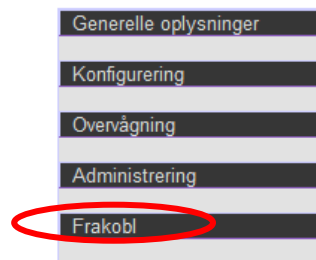 Generelle oplysninger
Konfigurering
Overvågning
Administrering
Frakobl